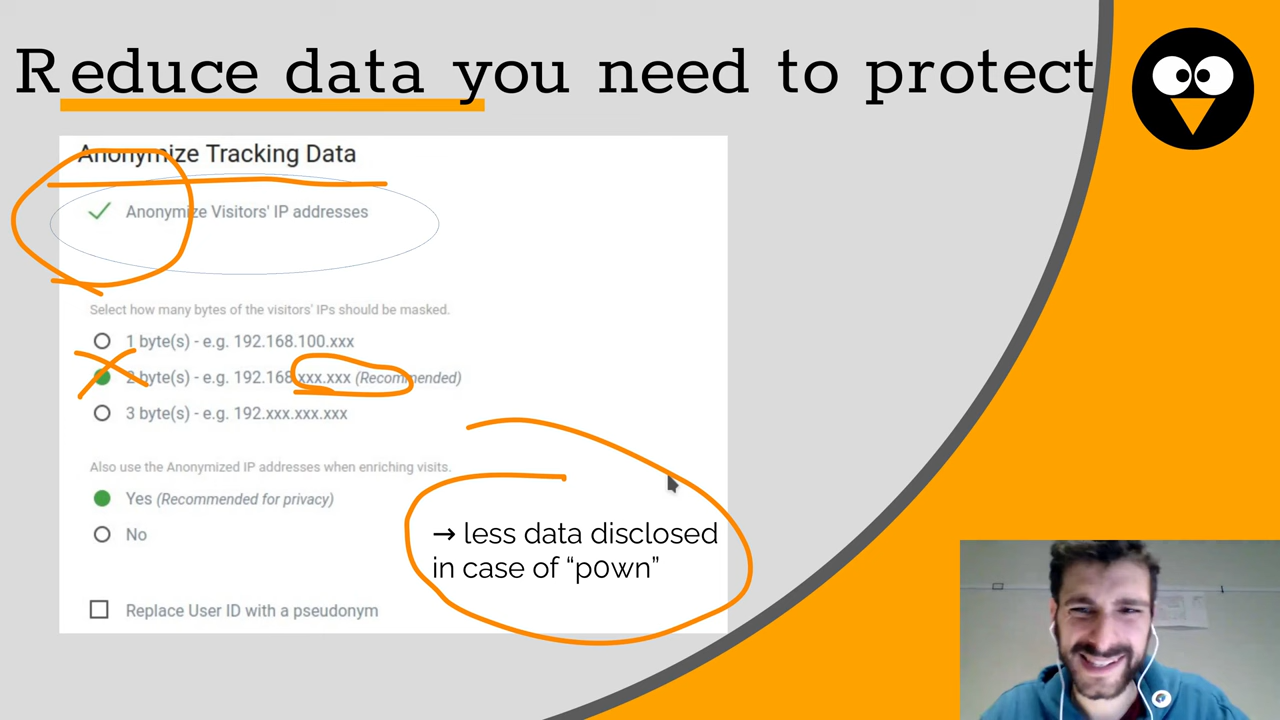 Reduce data you need to protect
Anonymize Tracking Data
Anonymize Visitors' IP addresses
Select how many bytes of the visitors' IPs should be masked.
1 byte(s) - e.g. 192.168.100.xxx
2 byte(s) - e.g. 192.168.xxx.xxx (Recommended)
3 byte(s) - e.g. 192.xxx.xxx.xxx
Also use the Anonymized IP addresses when enriching visits.
Yes (Recommended for privacy)
No
→ less data disclosed
in case of “p0wn”
Replace User ID with a pseudonym